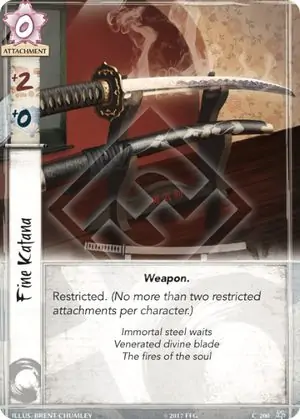 0
ATTACHMENT
+2
+0
Fine Katana
Weapon.
Restricted. (No more than two restricted
attachments per character.)
Immortal steel waits
Venerated divine blade
The fires of the soul
ILLUS: BRENT CHUMLEY
©2017 FFG
C 200